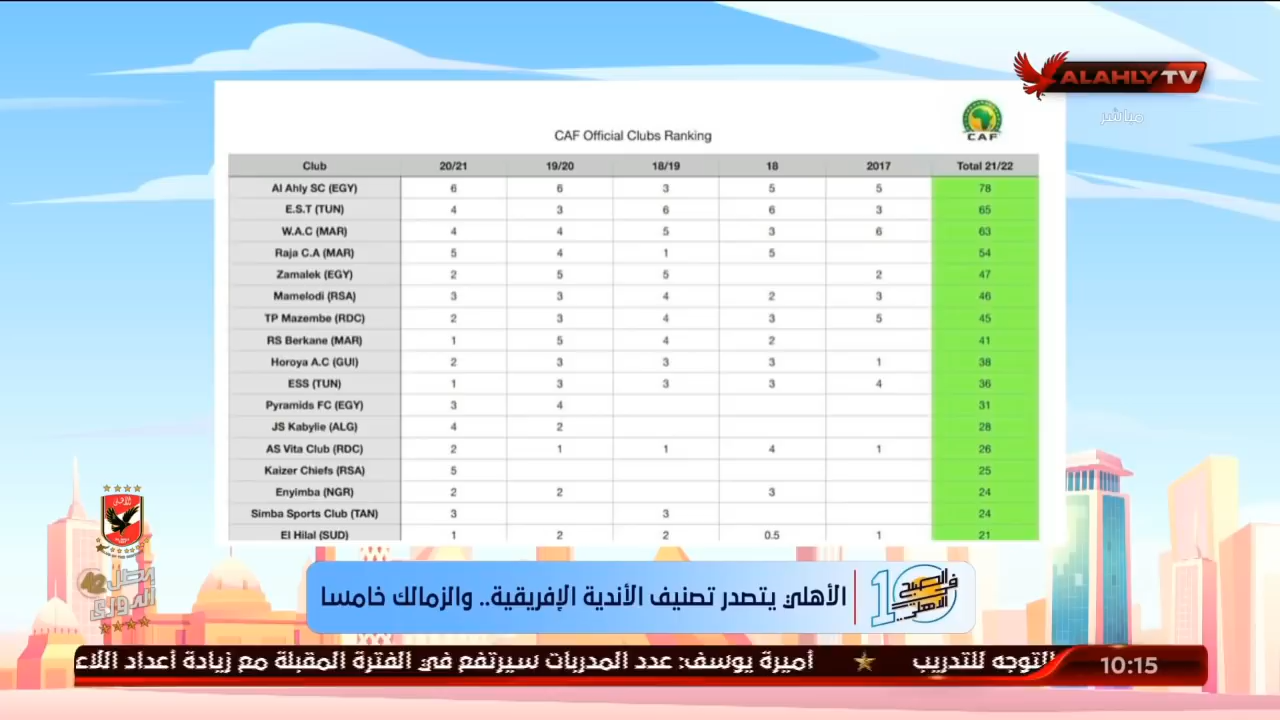 ALAHLY TV
مباشر
CAF
CAF Official Clubs Ranking
Club 20/21 19/20 18/19 18 2017 Total 21/22
Al Ahly SC (EGY) 6 6 3 5 5 78
E.S.T (TUN) 4 3 6 6 3 65
W.A.C (MAR) 4 4 5 3 6 63
Raja C.A (MAR) 5 4 1 5 54
Zamalek (EGY) 2 5 5 2 47
Mamelodi (RSA) 3 3 4 2 3 46
TP Mazembe (RDC) 2 3 4 3 5 45
RS Berkane (MAR) 1 5 4 2 41
Horoya A.C (GUI) 2 3 3 3 1 38
ESS (TUN) 1 3 3 3 4 36
Pyramids FC (EGY) 3 4 31
JS Kabylie (ALG) 4 2 28
AS Vita Club (RDC) 2 1 1 4 1 26
Kaizer Chiefs (RSA) 5 25
Enyimba (NGR) 2 2 3 24
Simba Sports Club (TAN) 3 3 24
El Hilal (SUD) 1 2 2 0.5 1 21
بطل الدورى
42
10 الصبح في الاهلي
الأهلي يتصدر تصنيف الأندية الإفريقية.. والزمالك خامسا
التوجه للتدريب ★ أميرة يوسف: عدد المدربات سيرتفع في الفترة المقبلة مع زيادة أعداد اللاع
10:15